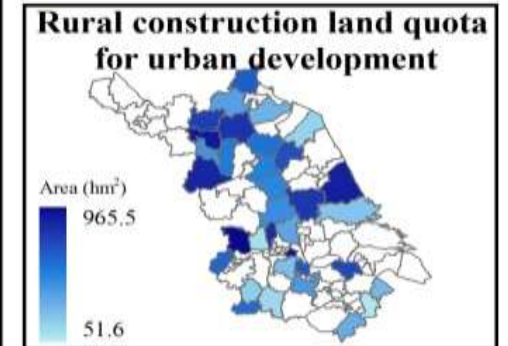 Rural construction land quota
for urban development
Area (hm²)
965.5
51.6